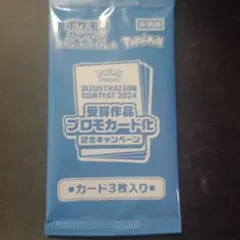 ポケモン
カードゲーム
非売品
Pokémon
ILLUSTRATION
CONTEST 2024
受賞作品
プロモカード化
記念キャンペーン
■カード3枚入り■